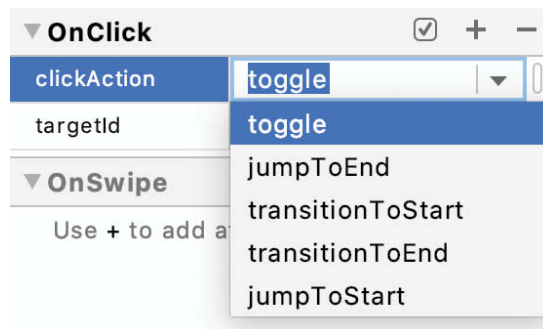 OnClick
clickAction toggle
targetId toggle
jumpToEnd
OnSwipe
transitionToStart
Use + to add a
transitionToEnd
jumpToStart